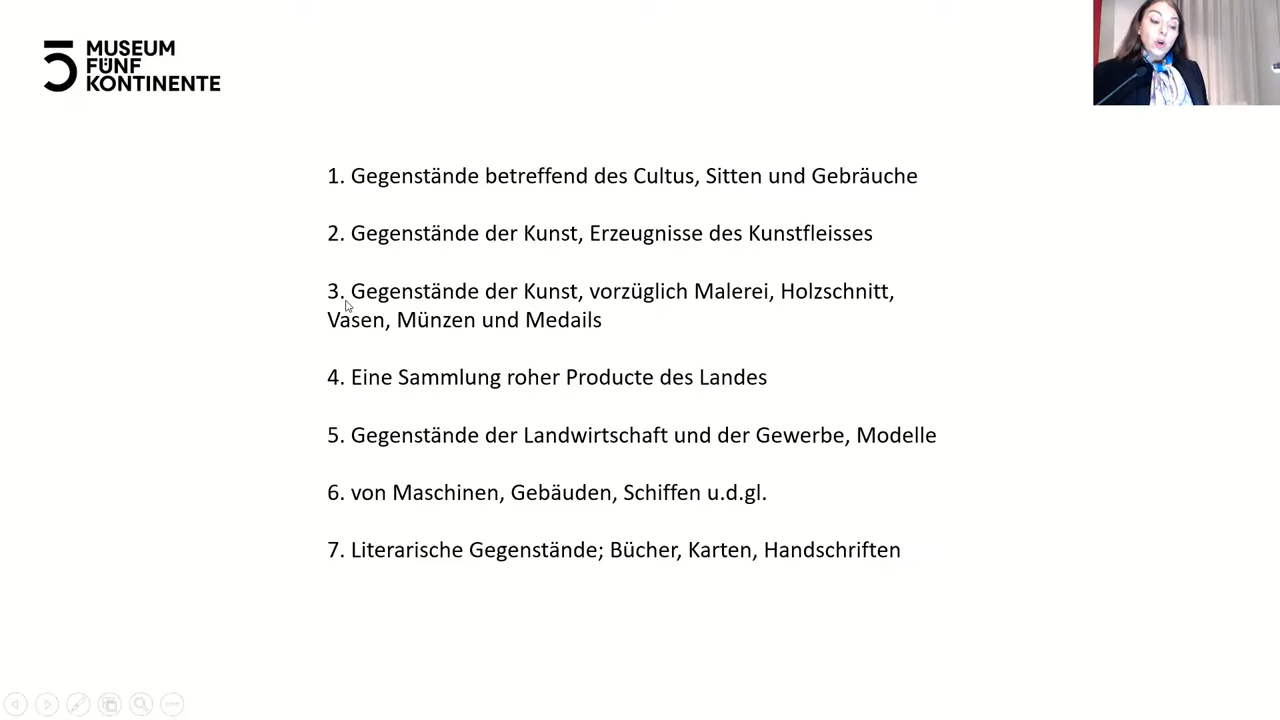 5 MUSEUM
FÜNF
KONTINENTE
1. Gegenstände betreffend des Cultus, Sitten und Gebräuche
2. Gegenstände der Kunst, Erzeugnisse des Kunstfleisses
3. Gegenstände der Kunst, vorzüglich Malerei, Holzschnitt,
Vasen, Münzen und Medails
4. Eine Sammlung roher Producte des Landes
5. Gegenstände der Landwirtschaft und der Gewerbe, Modelle
6. von Maschinen, Gebäuden, Schiffen u.d.gl.
7. Literarische Gegenstände; Bücher, Karten, Handschriften